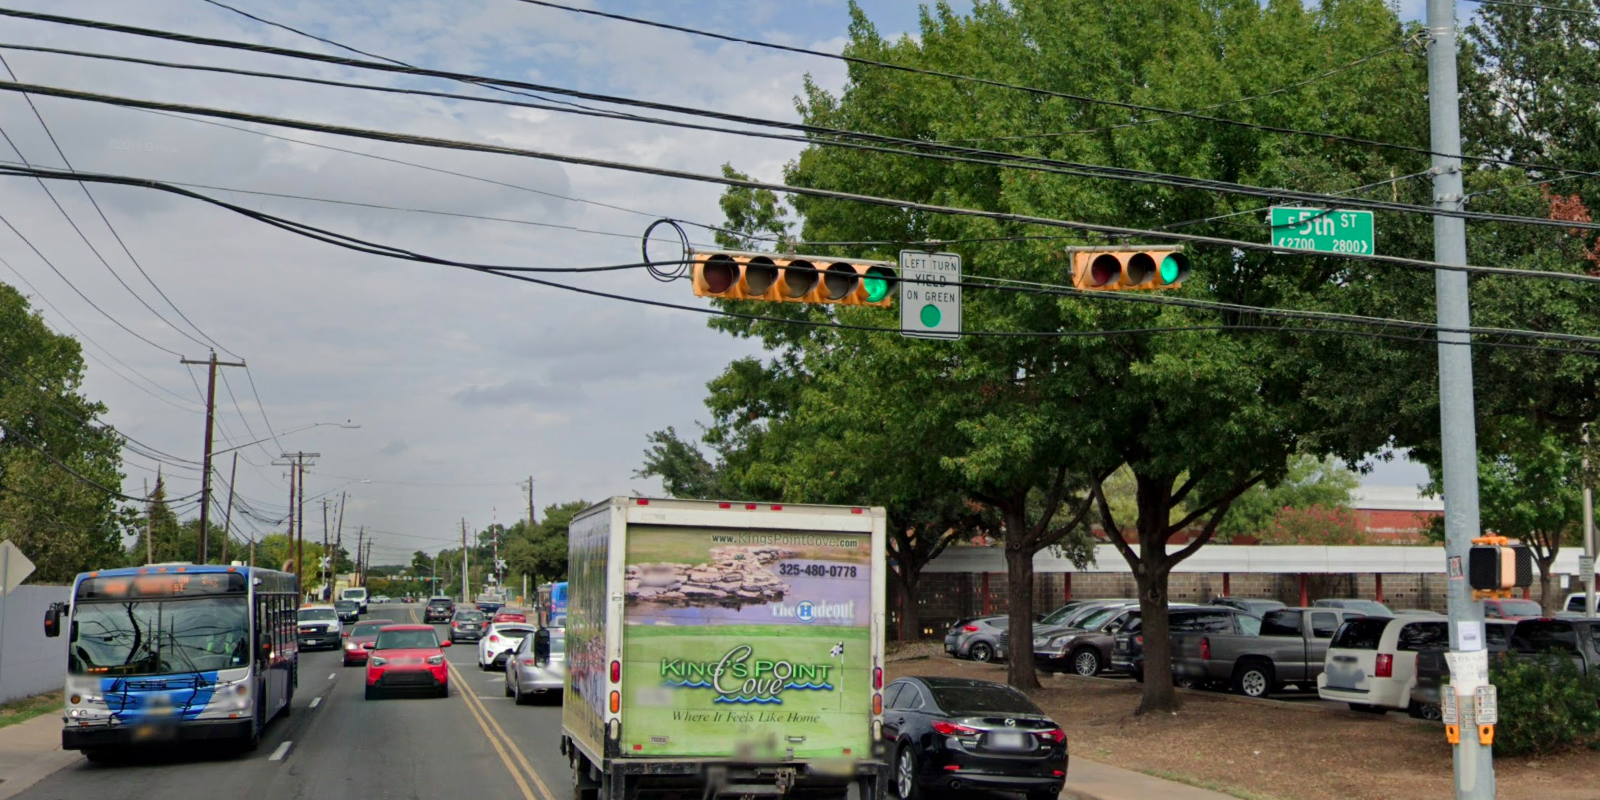 E 5th ST
<2700 2800>
LEFT TURN
YIELD
ON GREEN
www.KingsPointCove.com
325-480-0778
The Hideout
KING'S POINT
Cove
Where It Feels Like Home